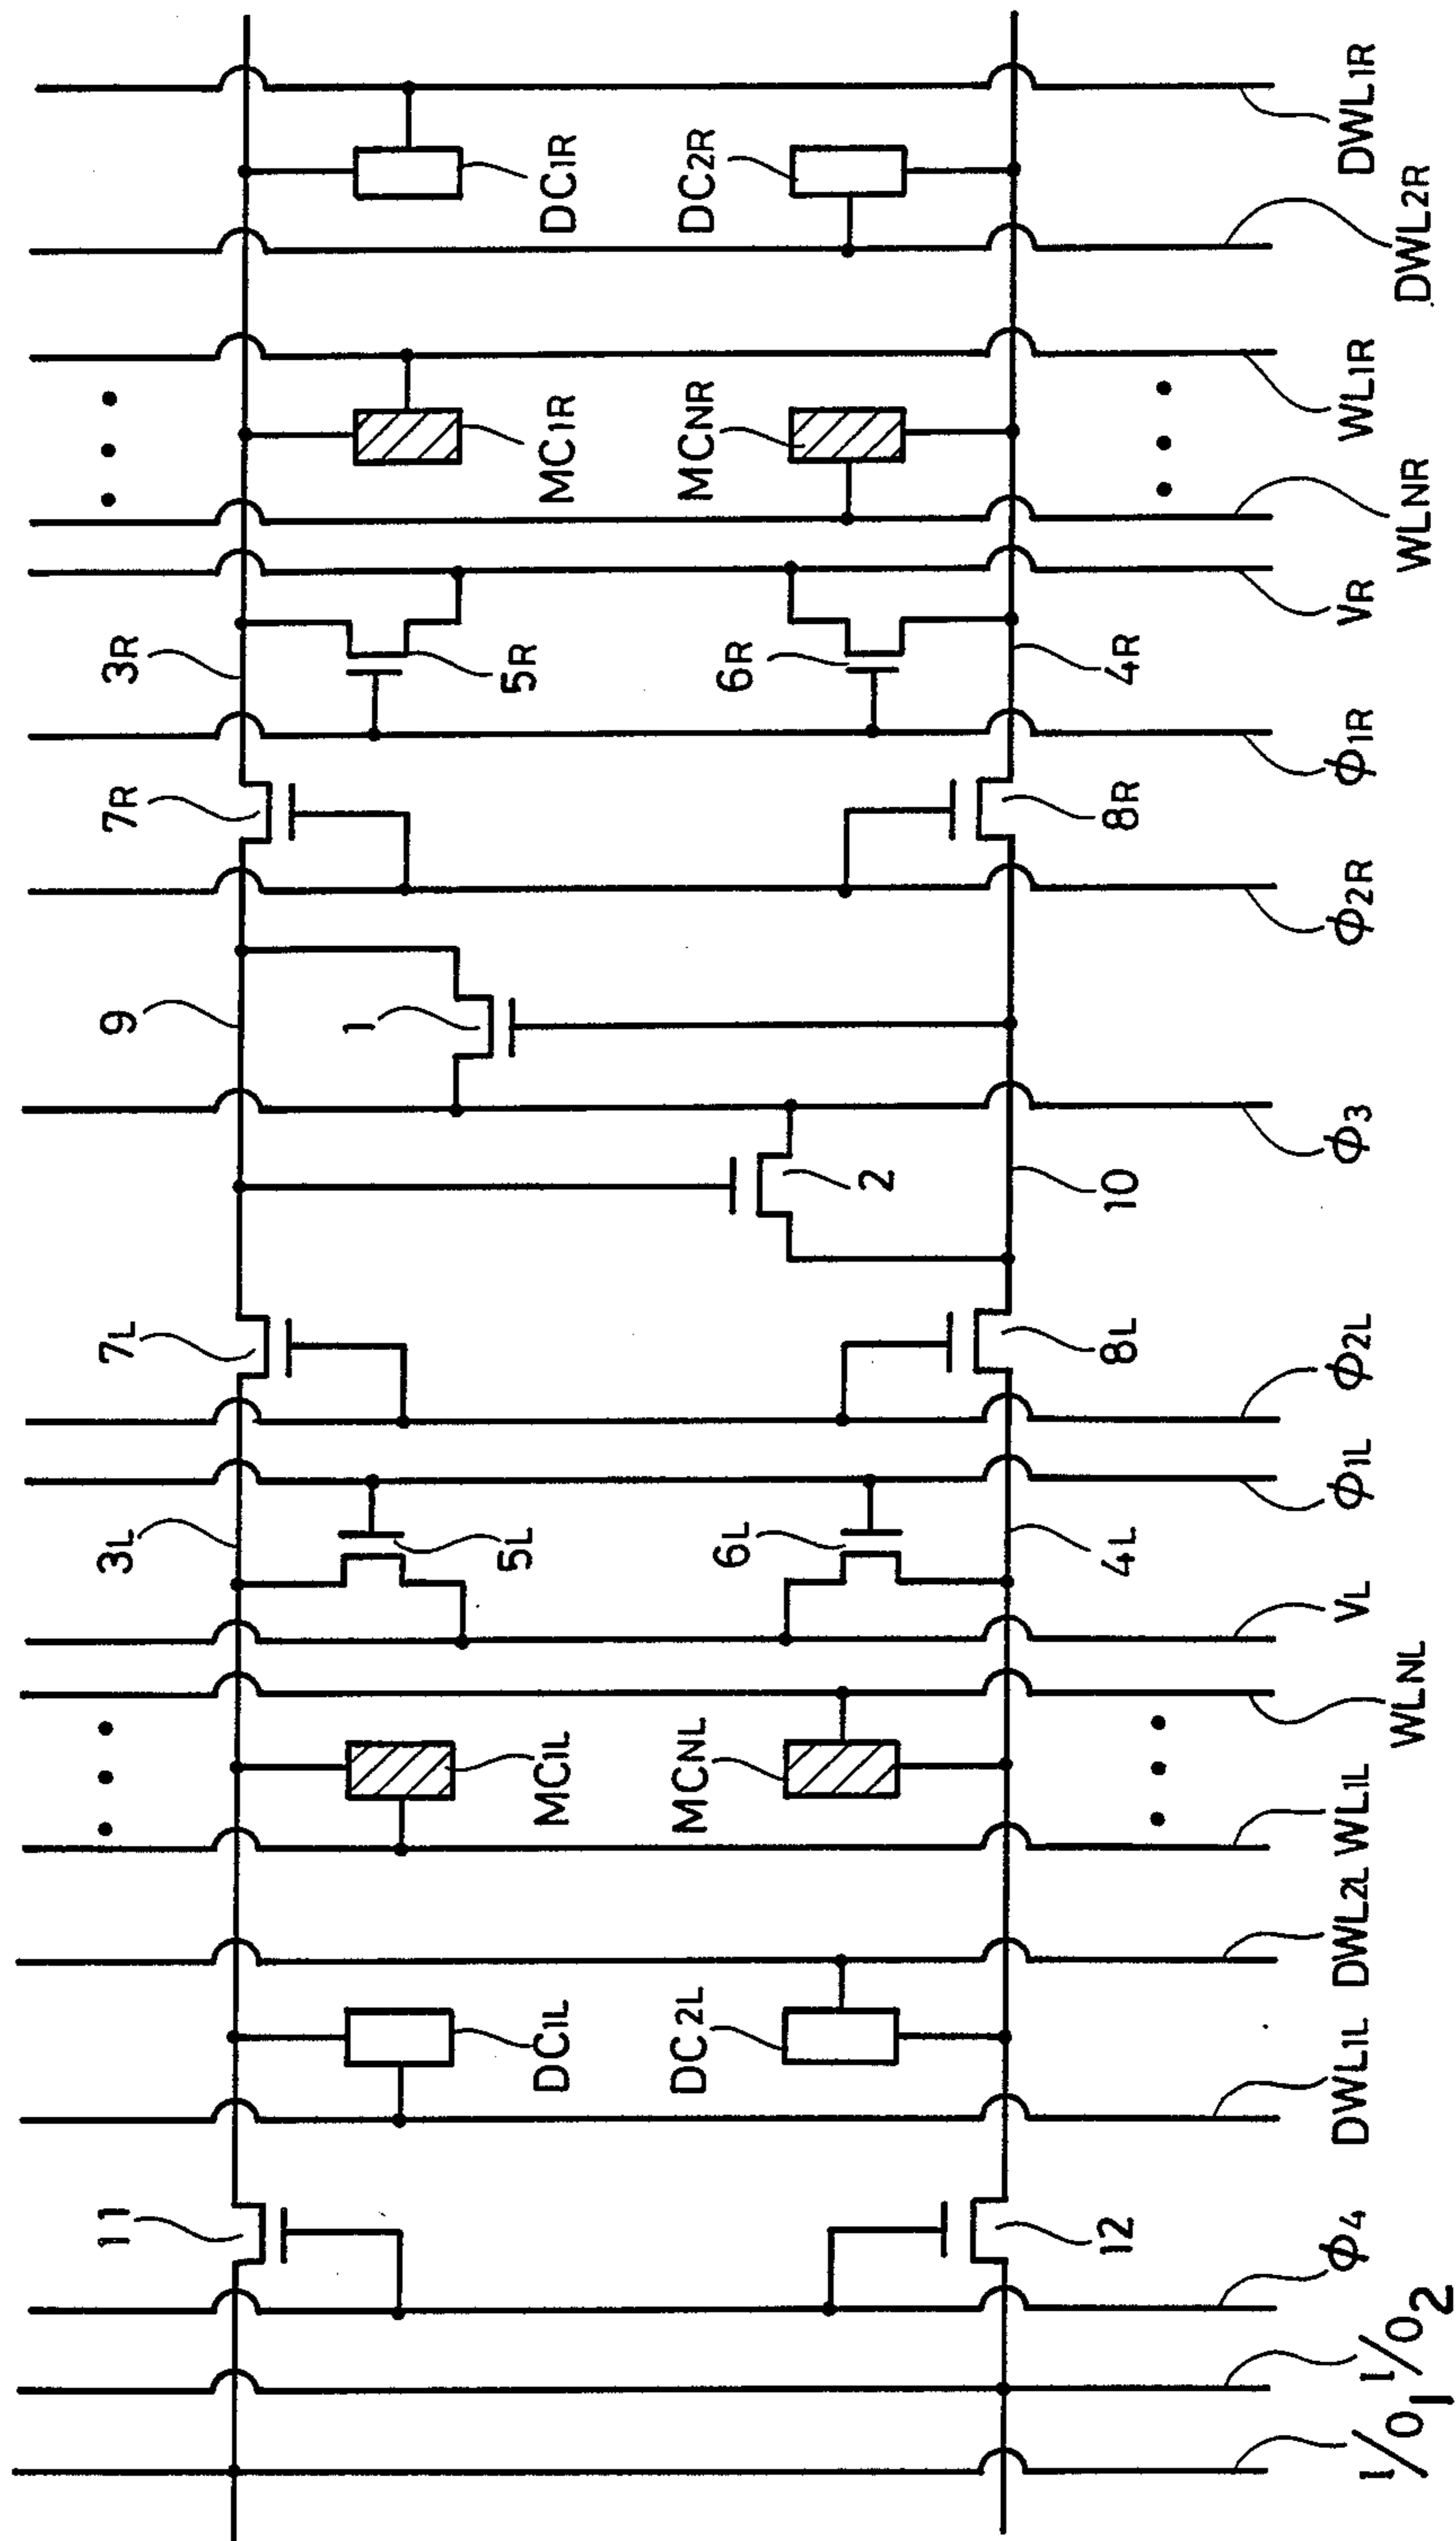 11
3L
7L
9
7R
3R
DC1L
MC1L
5L
1
5R
MC1R
DC1R
DC2L
MCNL
6L
2
6R
MCNR
DC2R
12
4L
8L
10
8R
4R
I/O1
I/O2
Φ4
DWL1L
DWL2L
WL1L
WLNL
VL
Φ1L
Φ2L
Φ3
Φ2R
Φ1R
VR
WLNR
WL1R
DWL2R
DWL1R